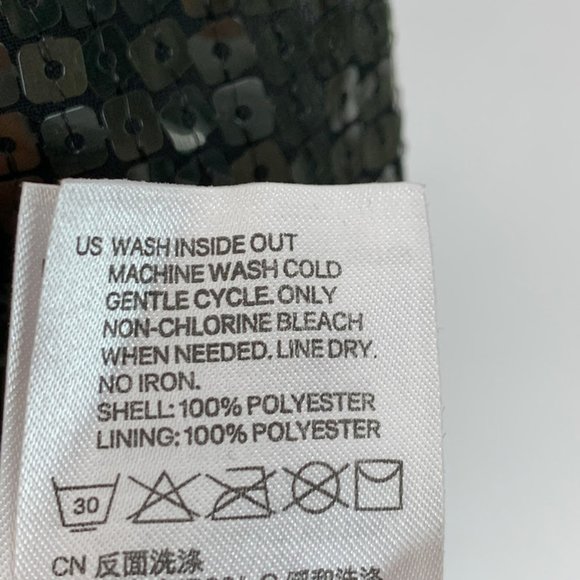 US WASH INSIDE OUT
MACHINE WASH COLD
GENTLE CYCLE. ONLY
NON-CHLORINE BLEACH
WHEN NEEDED. LINE DRY.
NO IRON.
SHELL: 100% POLYESTER
LINING: 100% POLYESTER
30
CN 反面洗涤